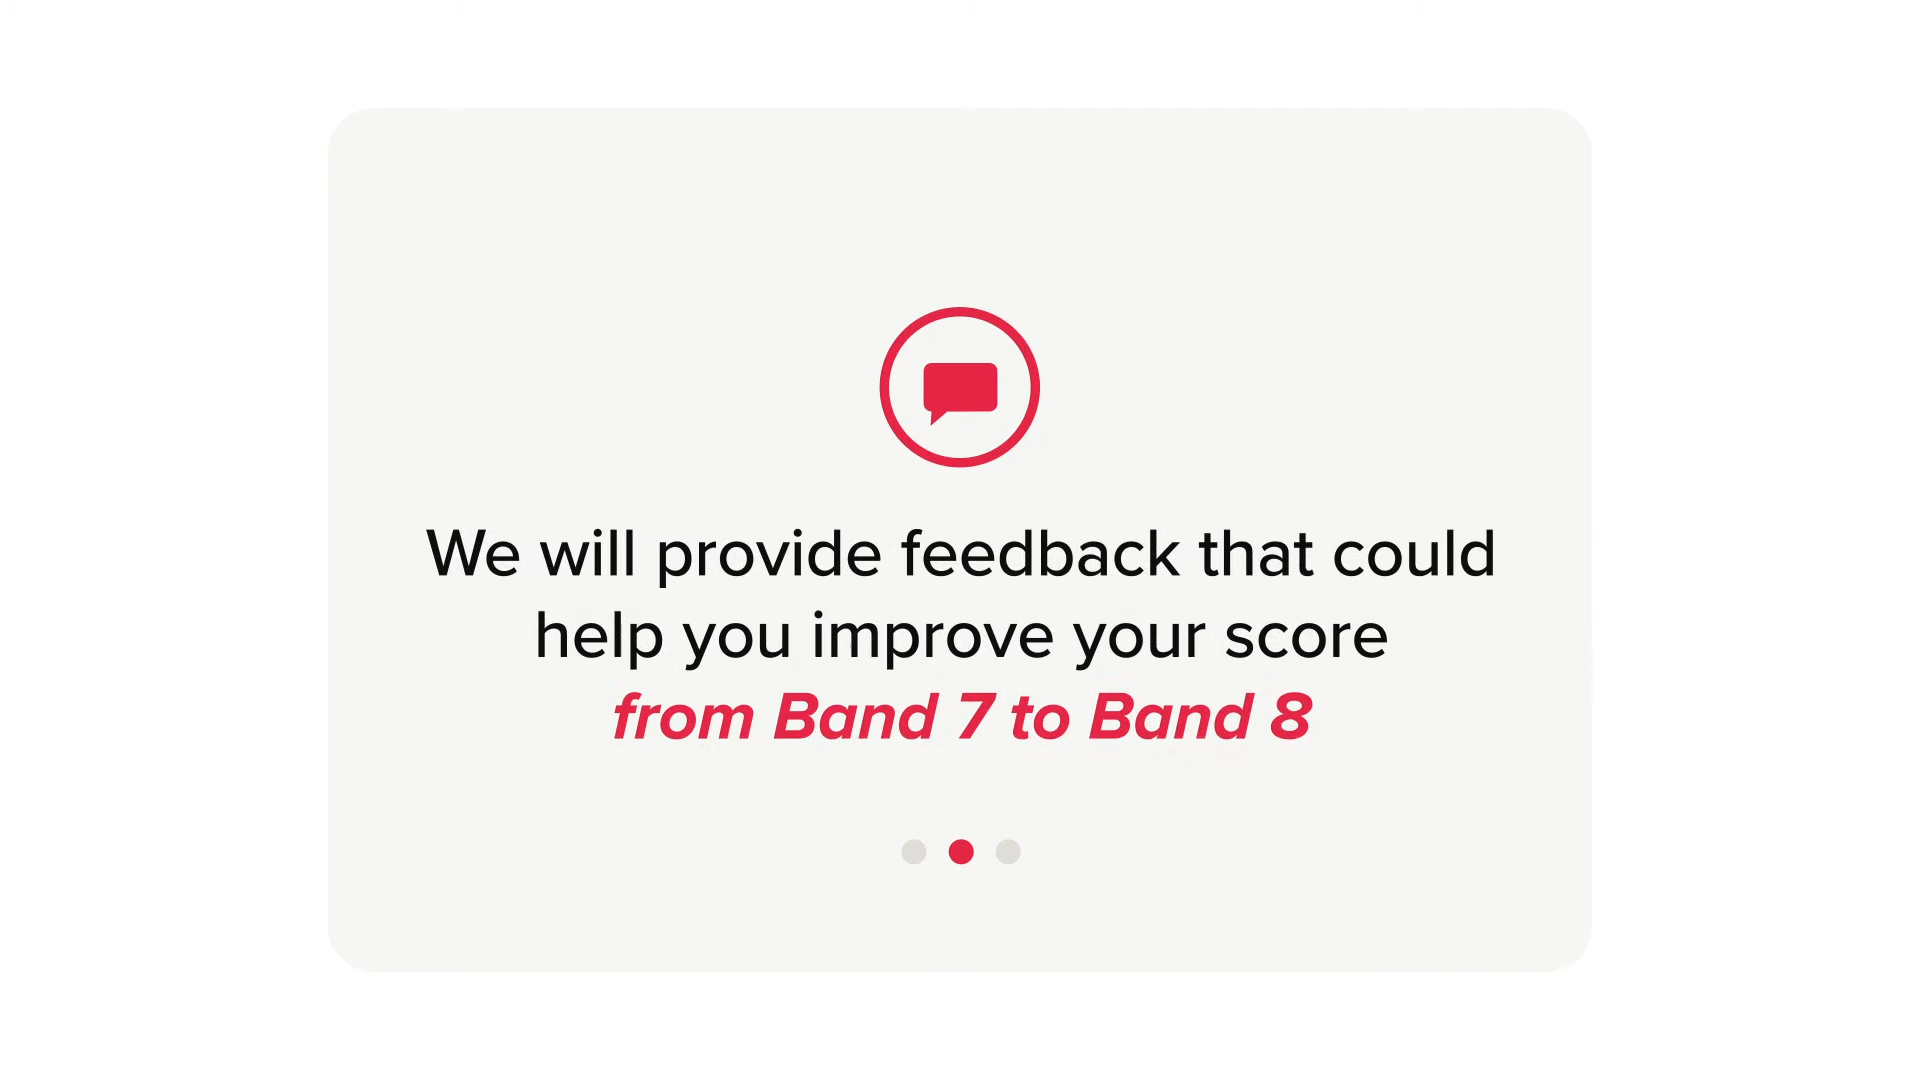 We will provide feedback that could
help you improve your score
from Band 7 to Band 8